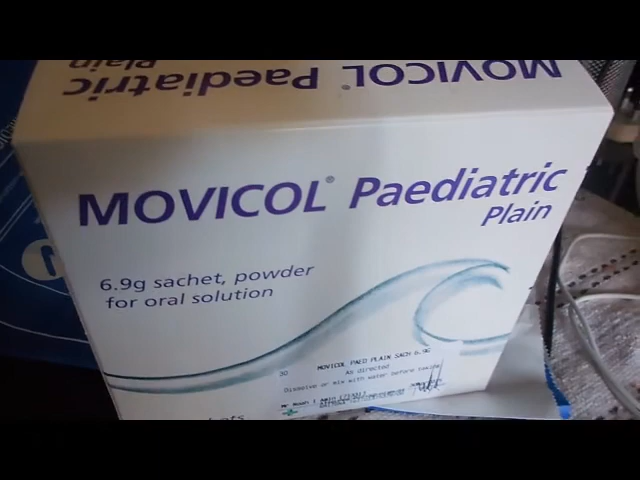 MOVICOL Paediatric
Plain
MOVICOL® Paediatric
Plain
6.9g sachet, powder
for oral solution
30 MOVICOL PAED PLAIN SACH 6.9G
As directed
Dissolve or mix with water before taking